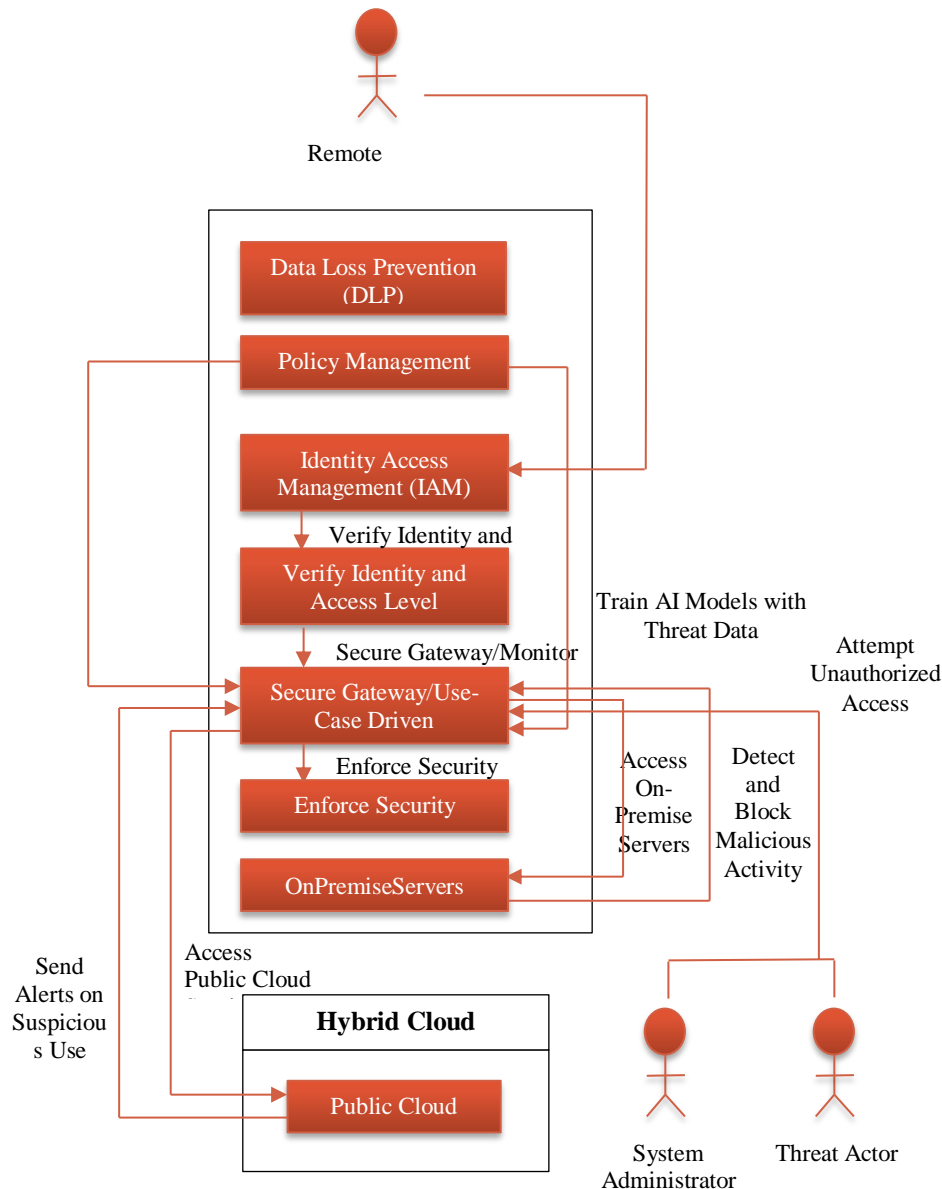 Remote
Data Loss Prevention
(DLP)
Policy Management
Identity Access
Management (IAM)
Verify Identity and
Verify Identity and
Access Level
Train AI Models with
Threat Data
Secure Gateway/Monitor
Attempt
Unauthorized
Access
Secure Gateway/Use-
Case Driven
Enforce Security
Enforce Security
Access
On-
Premise
Servers
Detect
and
Block
Malicious
Activity
OnPremiseServers
Send
Alerts on
Suspiciou
s Use
Access
Public Cloud
Hybrid Cloud
Public Cloud
System
Administrator
Threat Actor